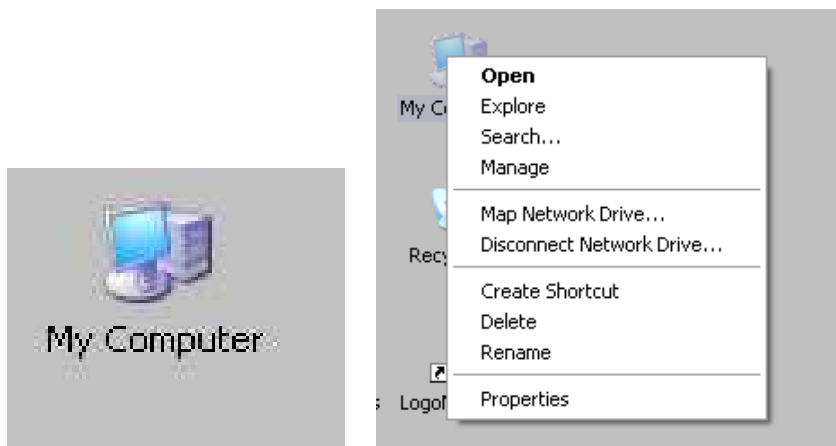 My Computer
My Co
Open
Explore
Search...
Manage
Map Network Drive...
Disconnect Network Drive...
Recy
Create Shortcut
Delete
Rename
Properties